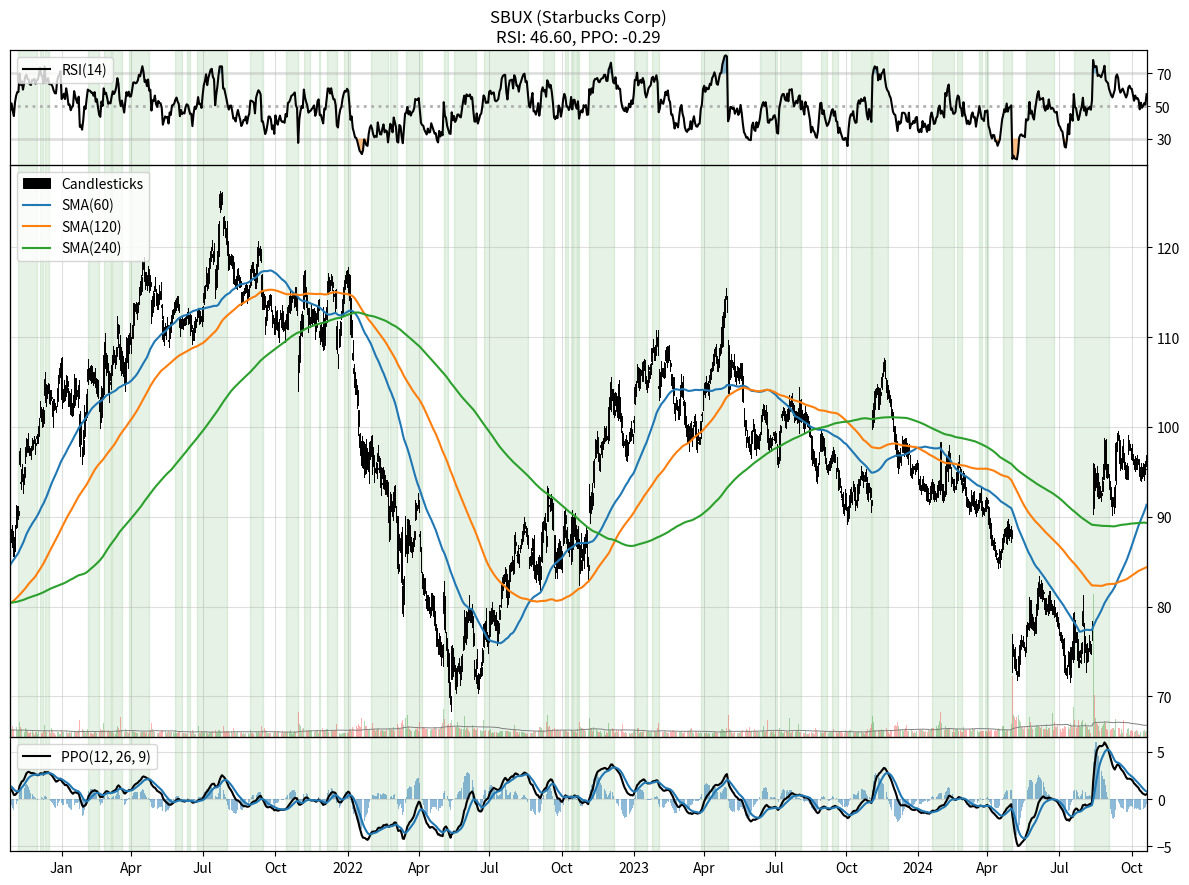 SBUX (Starbucks Corp)
RSI: 46.60, PPO: -0.29
RSI(14)
70
50
30
Candlesticks
SMA(60)
SMA(120)
SMA(240)
120
110
100
90
80
70
PPO(12, 26, 9)
5
0
−5
Jan Apr Jul Oct 2022 Apr Jul Oct 2023 Apr Jul Oct 2024 Apr Jul Oct